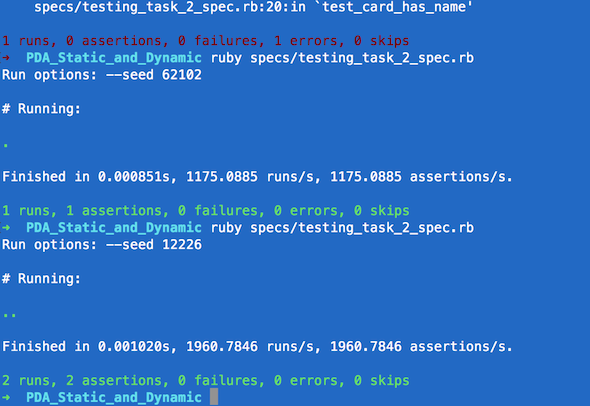 specs/testing_task_2_spec.rb:20:in `test_card_has_name'
1 runs, 0 assertions, 0 failures, 1 errors, 0 skips
→ PDA_Static_and_Dynamic ruby specs/testing_task_2_spec.rb
Run options: --seed 62102
# Running:
.
Finished in 0.000851s, 1175.0885 runs/s, 1175.0885 assertions/s.
1 runs, 1 assertions, 0 failures, 0 errors, 0 skips
→ PDA_Static_and_Dynamic ruby specs/testing_task_2_spec.rb
Run options: --seed 12226
# Running:
..
Finished in 0.001020s, 1960.7846 runs/s, 1960.7846 assertions/s.
2 runs, 2 assertions, 0 failures, 0 errors, 0 skips
→ PDA_Static_and_Dynamic